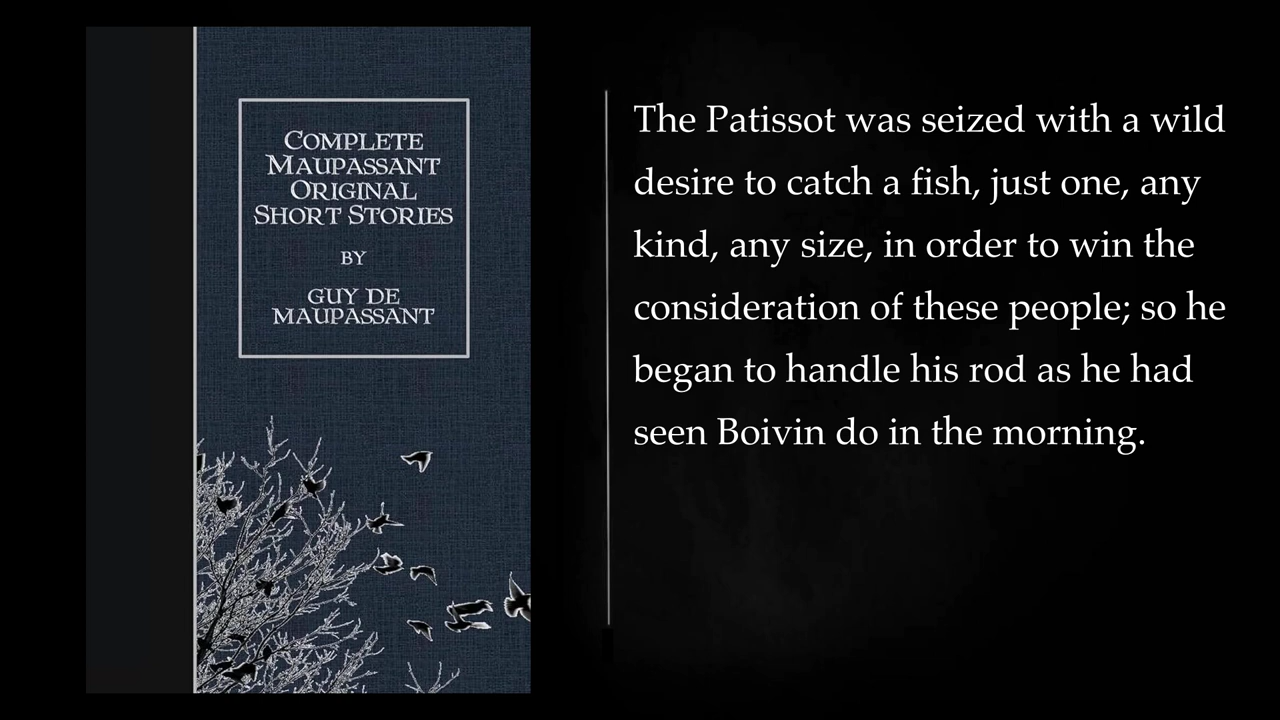 COMPLETE
MAUPASSANT
ORIGINAL
SHORT STORIES
BY
GUY DE
MAUPASSANT
The Patissot was seized with a wild
desire to catch a fish, just one, any
kind, any size, in order to win the
consideration of these people; so he
began to handle his rod as he had
seen Boivin do in the morning.